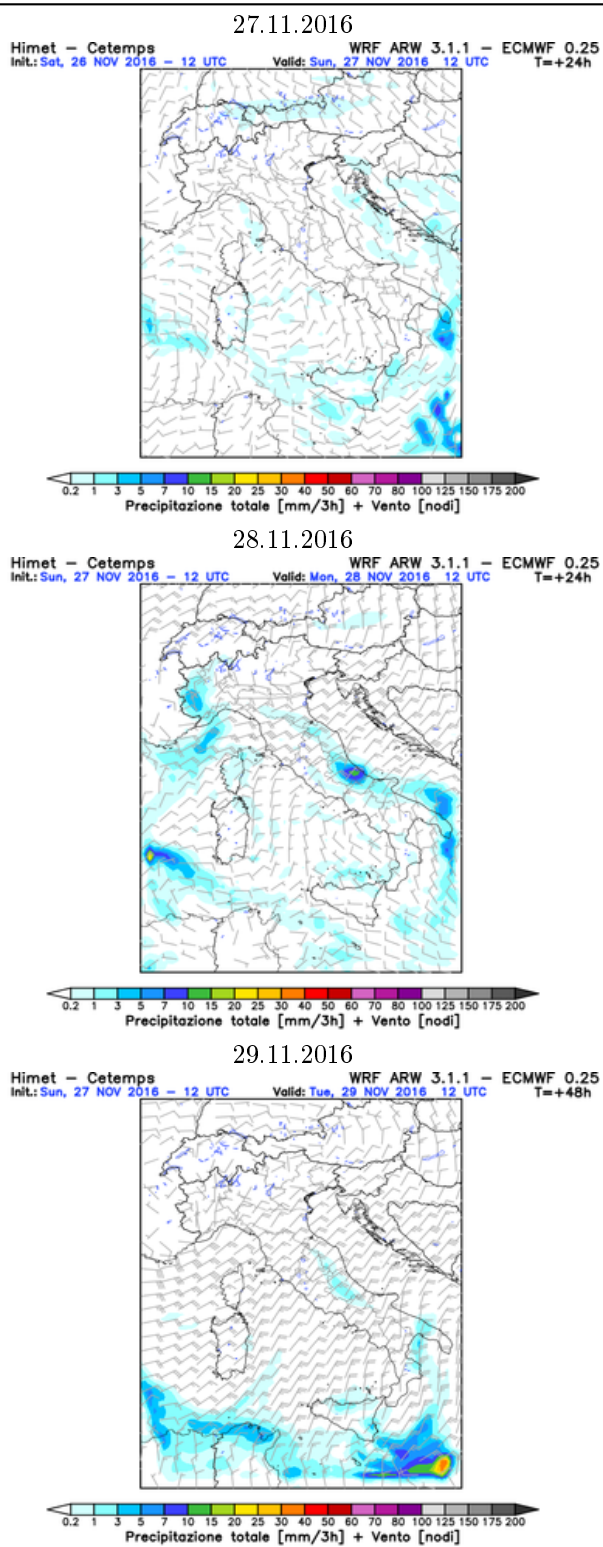 27.11.2016
Himet – Cetemps WRF ARW 3.1.1 – ECMWF 0.25
Init.: Sat, 26 NOV 2016 – 12 UTC Valid: Sun, 27 NOV 2016 12 UTC T=+24h
0.2 1 3 5 7 10 15 20 25 30 40 50 60 70 80 100 125 150 175 200
Precipitazione totale [mm/3h] + Vento [nodi]
28.11.2016
Himet – Cetemps WRF ARW 3.1.1 – ECMWF 0.25
Init.: Sun, 27 NOV 2016 – 12 UTC Valid: Mon, 28 NOV 2016 12 UTC T=+24h
0.2 1 3 5 7 10 15 20 25 30 40 50 60 70 80 100 125 150 175 200
Precipitazione totale [mm/3h] + Vento [nodi]
29.11.2016
Himet – Cetemps WRF ARW 3.1.1 – ECMWF 0.25
Init.: Sun, 27 NOV 2016 – 12 UTC Valid: Tue, 29 NOV 2016 12 UTC T=+48h
0.2 1 3 5 7 10 15 20 25 30 40 50 60 70 80 100 125 150 175 200
Precipitazione totale [mm/3h] + Vento [nodi]